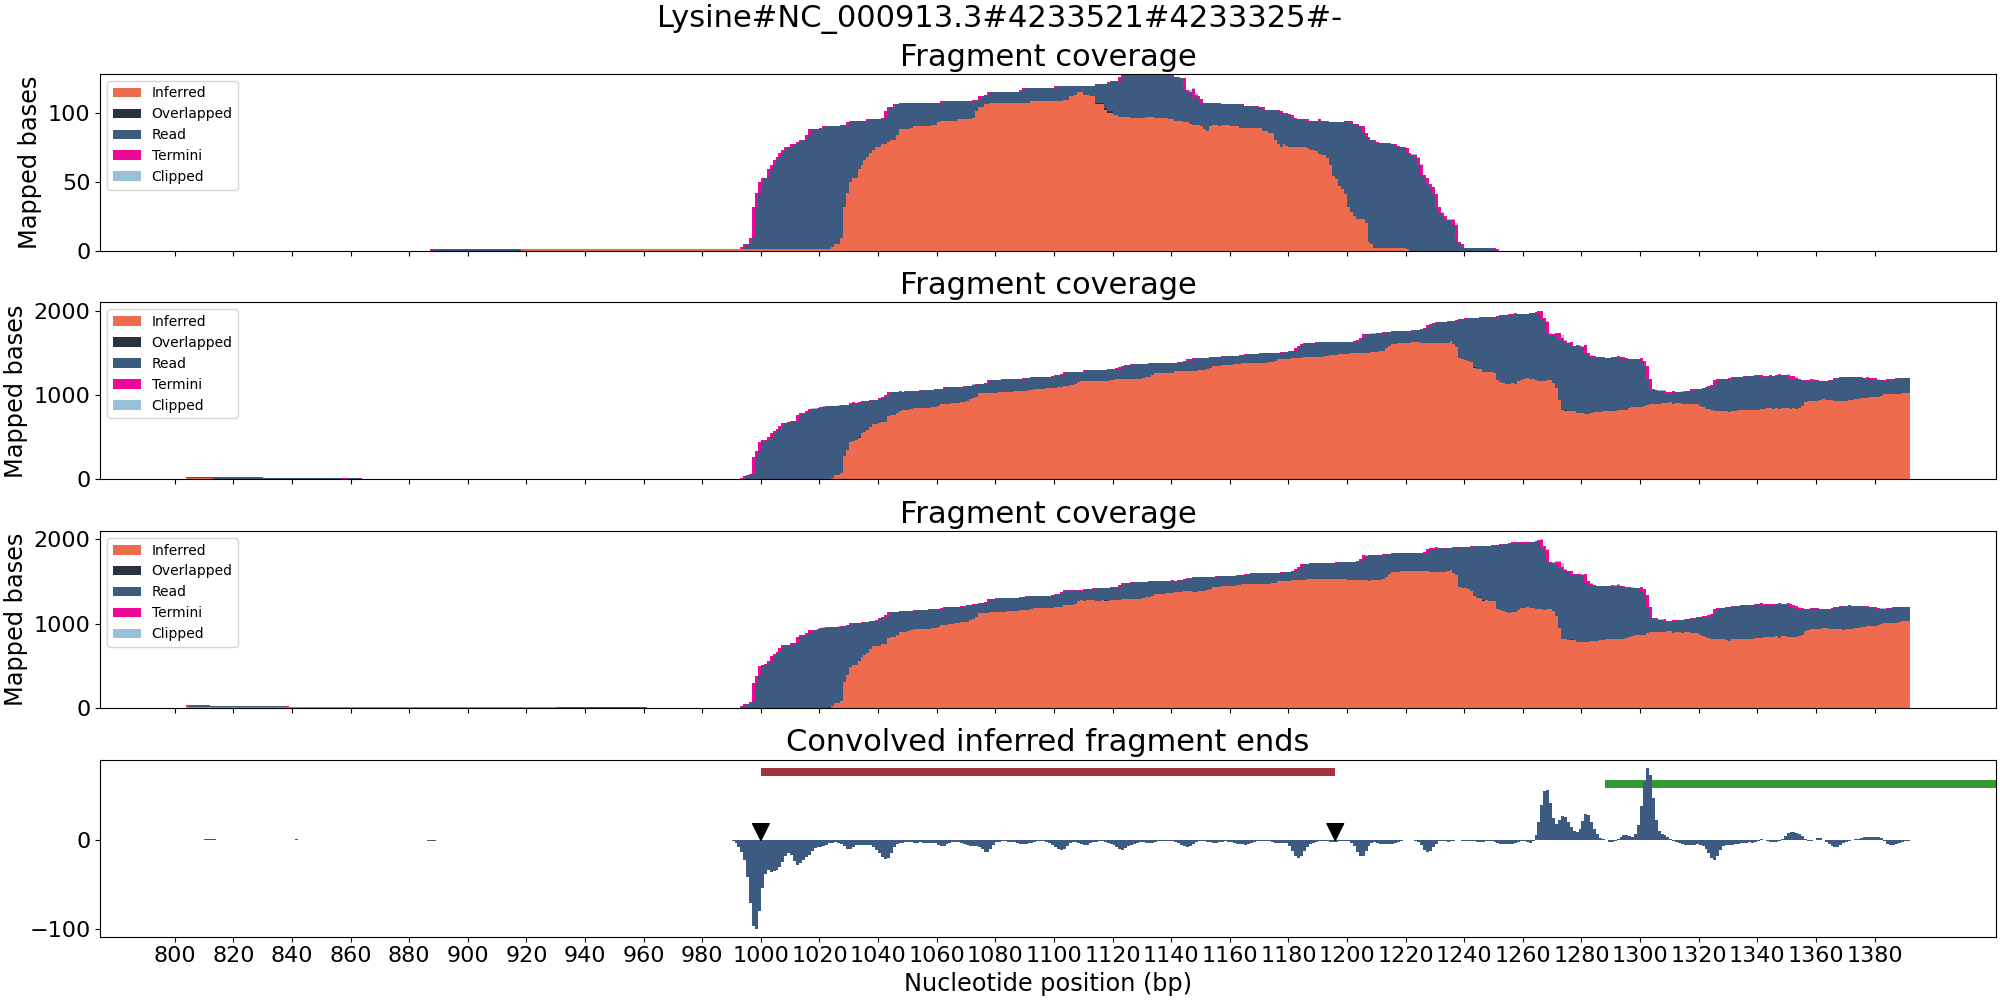 Lysine#NC_000913.3#4233521#4233325#-
Fragment coverage
Mapped bases
100
50
0
Inferred
Overlapped
Read
Termini
Clipped
Fragment coverage
Mapped bases
2000
1000
0
Inferred
Overlapped
Read
Termini
Clipped
Fragment coverage
Mapped bases
2000
1000
0
Inferred
Overlapped
Read
Termini
Clipped
Convolved inferred fragment ends
0
−100
800 820 840 860 880 900 920 940 960 980 1000 1020 1040 1060 1080 1100 1120 1140 1160 1180 1200 1220 1240 1260 1280 1300 1320 1340 1360 1380
Nucleotide position (bp)